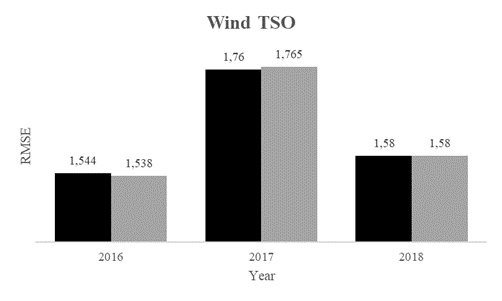 Wind TSO
1,76 1,765
1,544 1,538
1,58 1,58
RMSE
2016 2017 2018
Year